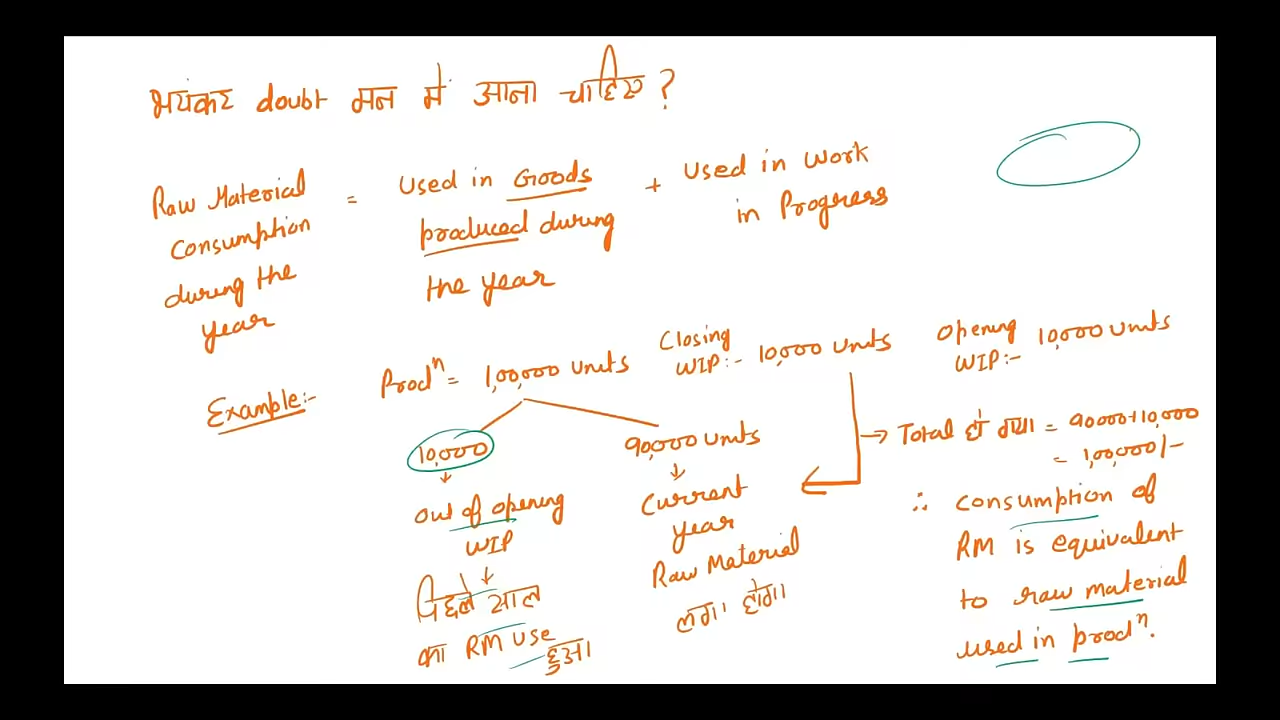 भयंकर doubt मन में आना चाहिए ?
Raw Material
Consumption
during the
year
=
Used in Goods
produced during
the year
+
Used in Work
in Progress
Example:-
Prodⁿ = 1,00,000 units
Closing
WIP:- 10,000 units
Opening
WIP:- 10,000 units
10,000
out of opening
WIP
पिछले साल
का RM use
हुआ
90,000 units
Current
year
Raw Material
लगा होगा
→ Total हो गया = 90000+10,000
= 1,00,000/-
∴ Consumption of
RM is equivalent
to raw material
used in prodⁿ.